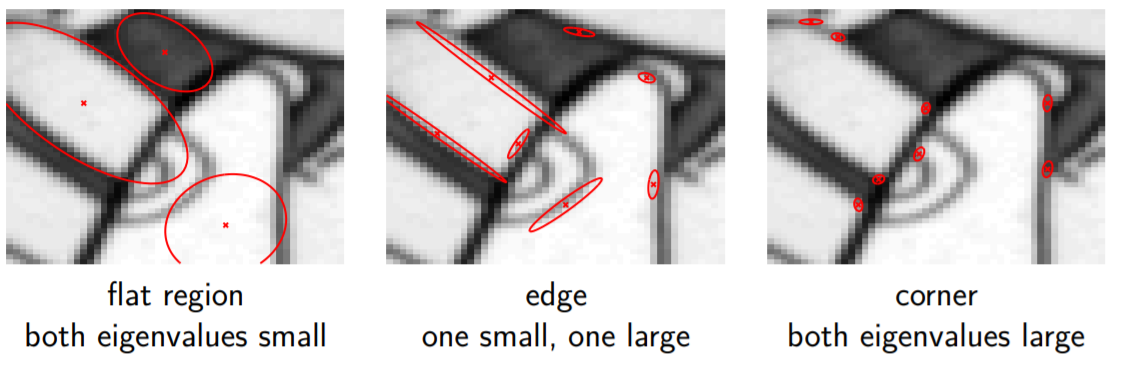 flat region
both eigenvalues small
edge
one small, one large
corner
both eigenvalues large